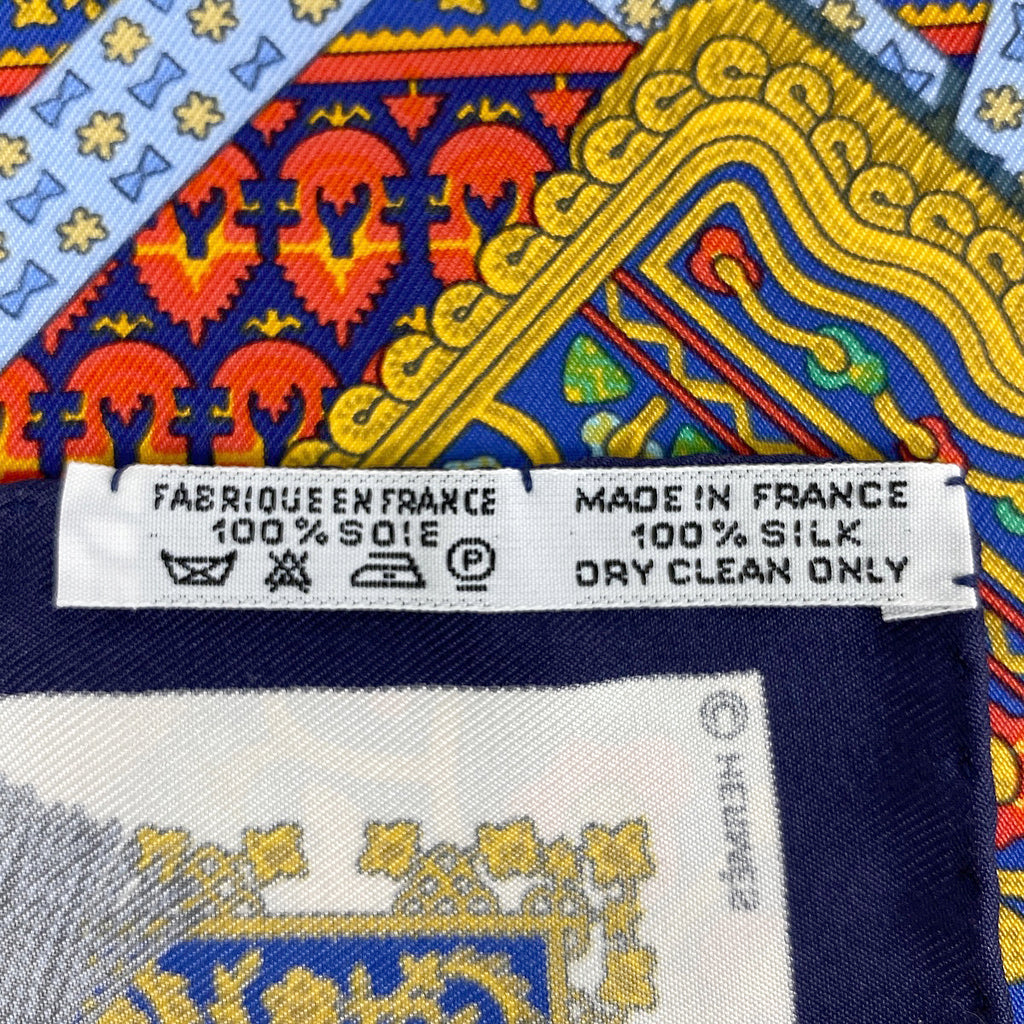 FABRIQUE EN FRANCE
100% SOIE
P
MADE IN FRANCE
100% SILK
DRY CLEAN ONLY
© HERMES